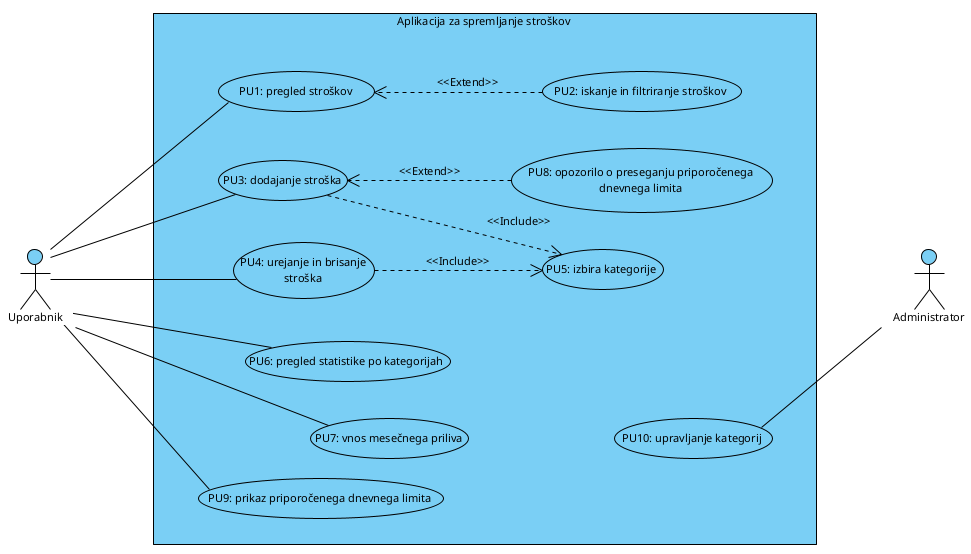 Aplikacija za spremljanje stroškov
PU1: pregled stroškov
<<Extend>>
PU2: iskanje in filtriranje stroškov
PU3: dodajanje stroška
<<Extend>>
PU8: opozorilo o preseganju priporočenega
dnevnega limita
<<Include>>
PU4: urejanje in brisanje
stroška
<<Include>>
PU5: izbira kategorije
Uporabnik
Administrator
PU6: pregled statistike po kategorijah
PU7: vnos mesečnega priliva
PU10: upravljanje kategorij
PU9: prikaz priporočenega dnevnega limita